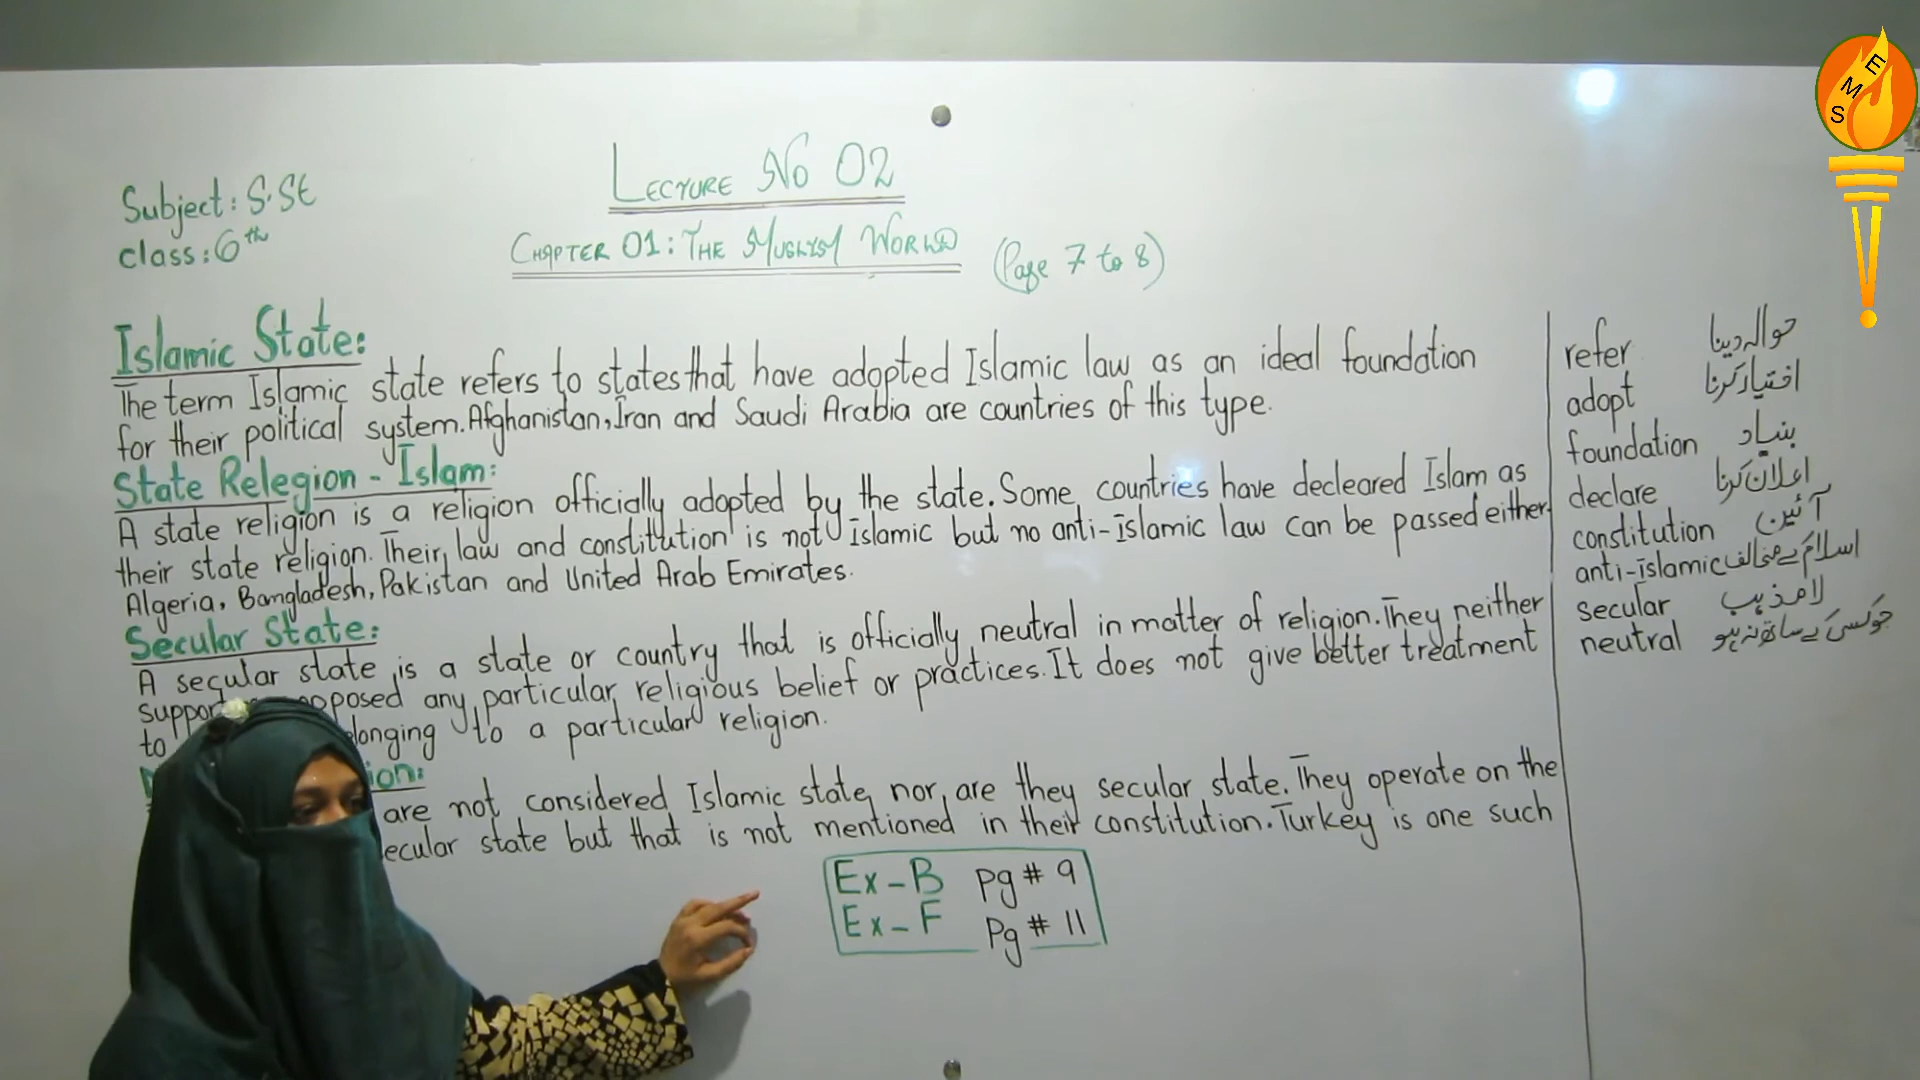 E
M
S
LECTURE NO 02
Subject: S.St
class: 6th
CHAPTER 01: THE MUSLIM WORLD
(Page 7 to 8)
Islamic State:
The term Islamic state refers to states that have adopted Islamic law as an ideal foundation
for their political system. Afghanistan, Iran and Saudi Arabia are countries of this type.
State Relegion - Islam:
A state religion is a religion officially adopted by the state. Some countries have decleared Islam as
their state religion. Their law and constitution is not Islamic but no anti-islamic law can be passed either.
Algeria, Bangladesh, Pakistan and United Arab Emirates.
Secular State:
A secular state is a state or country that is officially neutral in matter of religion. They neither
support opposed any particular religious belief or practices. It does not give better treatment
to longing to a particular religion.
ion:
are not considered Islamic state, nor are they secular state. They operate on the
ecular state but that is not mentioned in their constitution. Turkey is one such
Ex-B pg # 9
Ex-F Pg # 11
refer حوالہ دینا
adopt اختیار کرنا
foundation بنیاد
declare اعلان کرنا
constitution آئین
anti-islamic اسلام کے مخالف
secular لامذہب
neutral جو کسی کے ساتھ نہ ہو